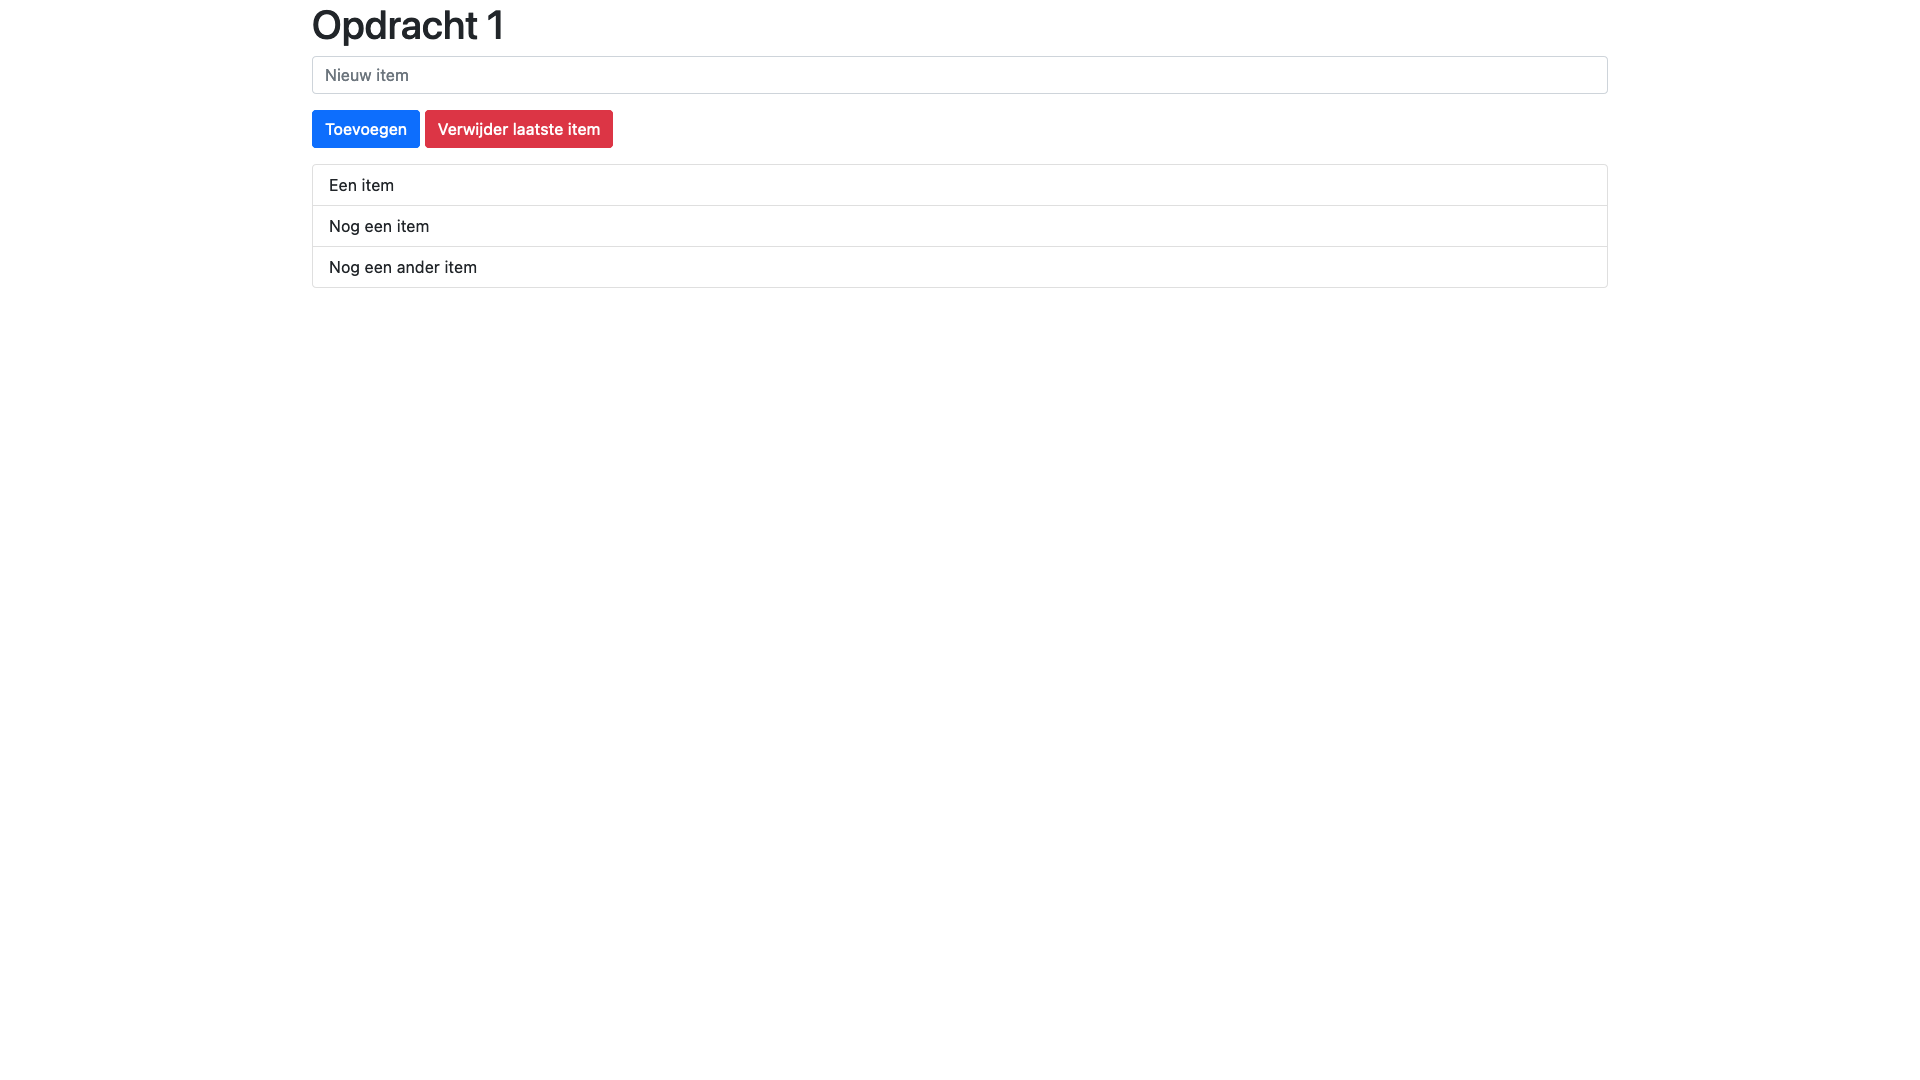 Opdracht 1
Nieuw item
Toevoegen Verwijder laatste item
Een item
Nog een item
Nog een ander item